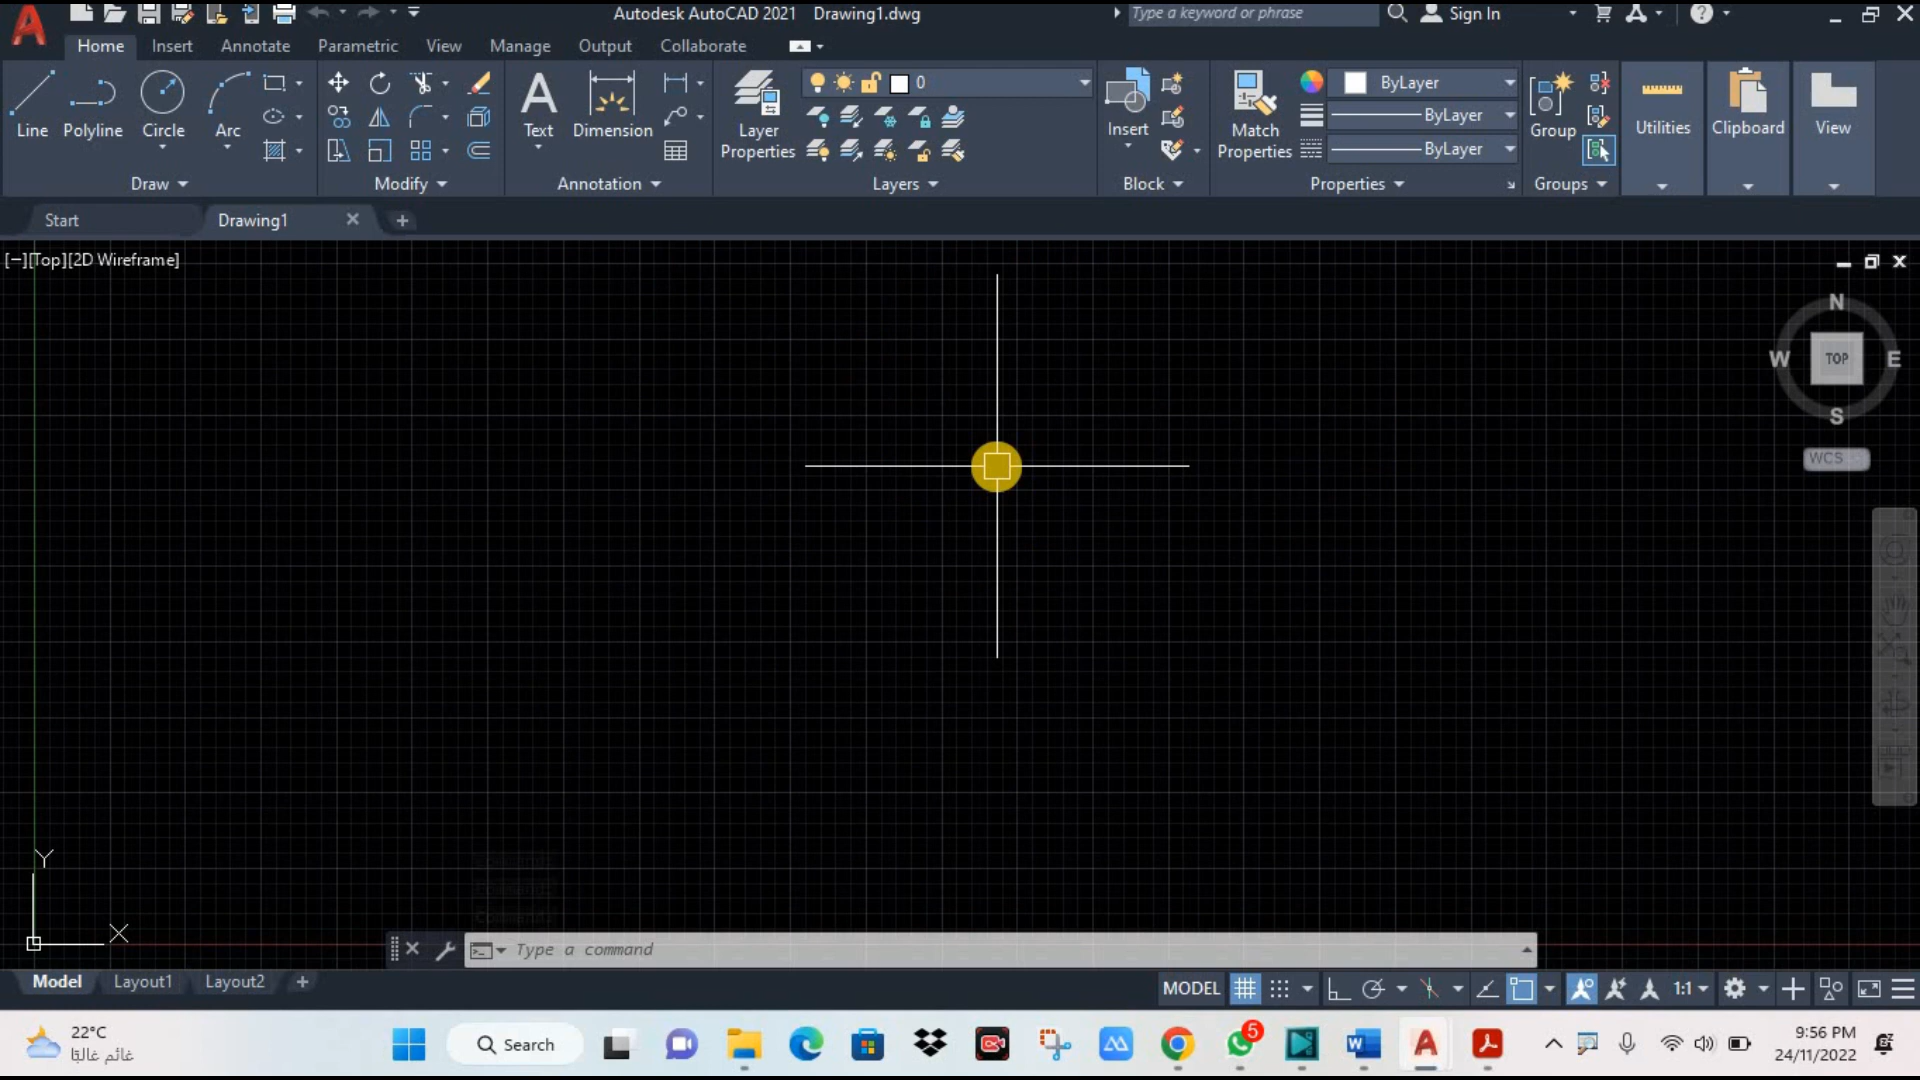 Autodesk AutoCAD 2021 Drawing1.dwg
Type a keyword or phrase
Sign In
Home Insert Annotate Parametric View Manage Output Collaborate
Line Polyline Circle Arc
Text Dimension
Layer Properties
0
Insert
Match Properties
ByLayer
ByLayer
ByLayer
Group
Utilities
Clipboard
View
Draw Modify Annotation Layers Block Properties Groups
Start Drawing1
[−][Top][2D Wireframe]
N
W TOP E
S
WCS
Y
X
Type a command
Model Layout1 Layout2
MODEL
1:1
22°C
غائم غالبًا
Search
5
9:56 PM
24/11/2022